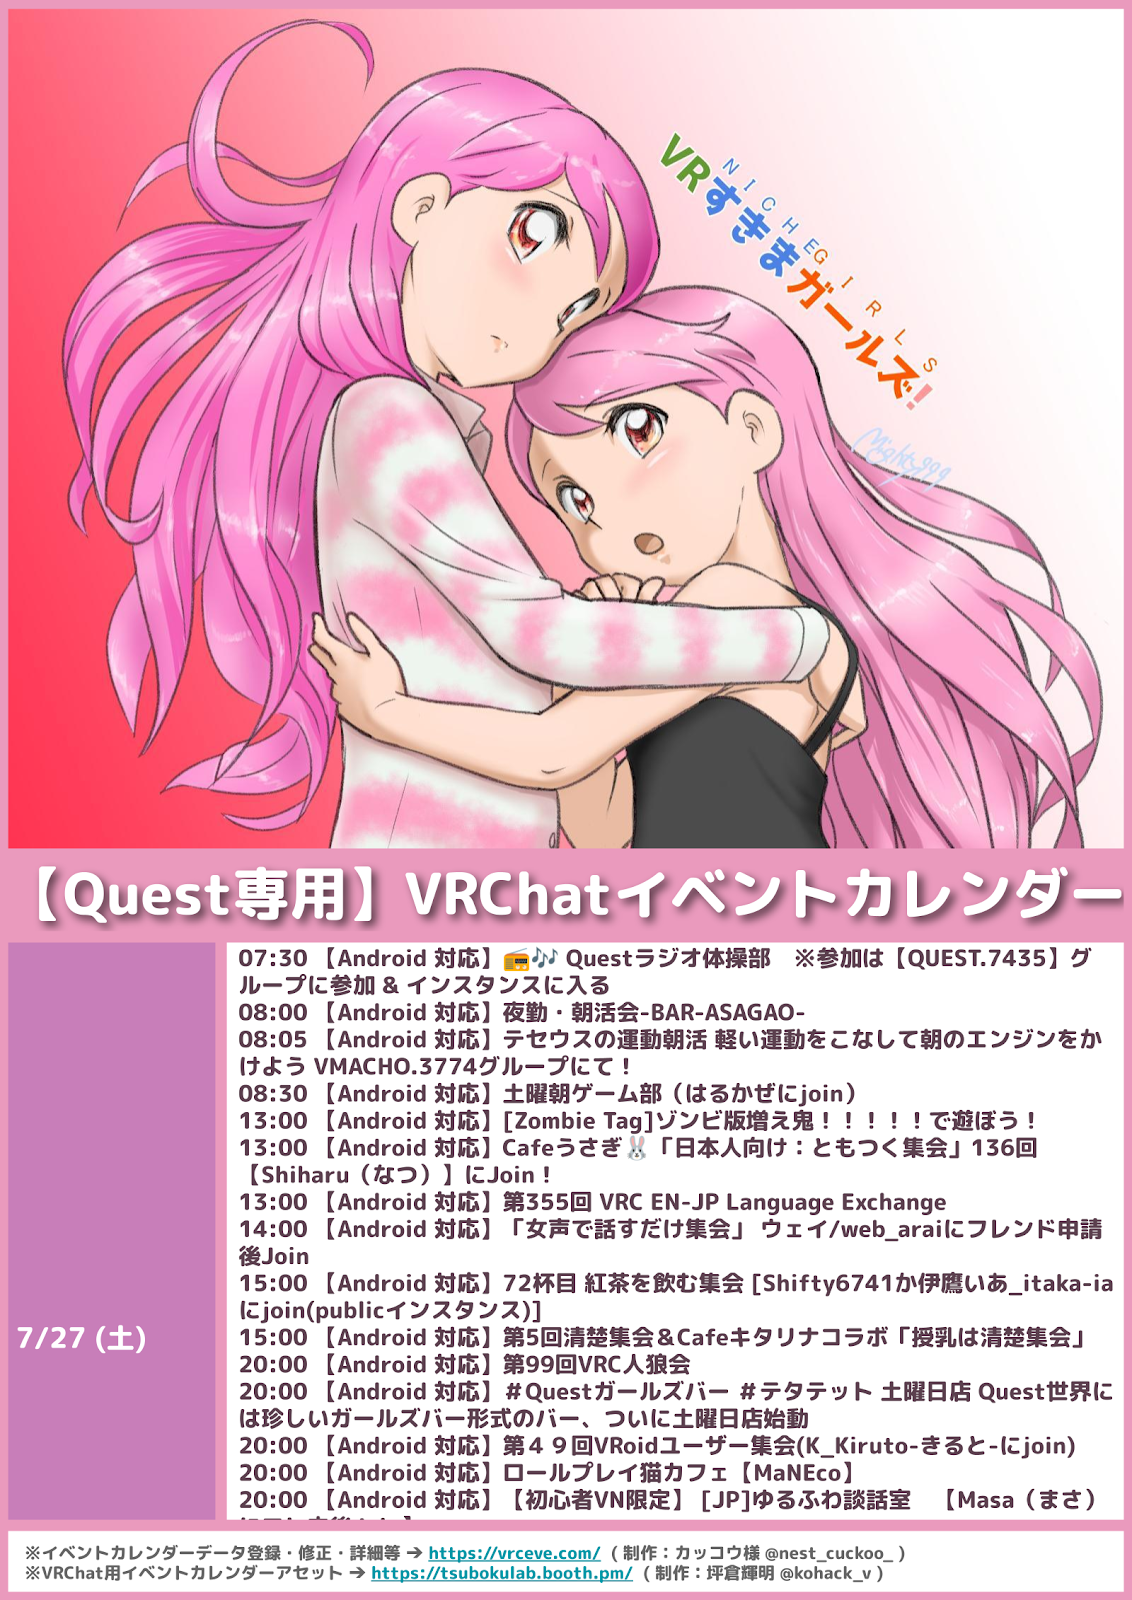 NICHEGIRLS
VRすきまガールズ!
Mighty999
【Quest専用】VRChatイベントカレンダー
7/27 (土)
07:30 【Android 対応】📻🎶 Questラジオ体操部　※参加は【QUEST.7435】グ
ループに参加 & インスタンスに入る
08:00 【Android 対応】夜勤・朝活会-BAR-ASAGAO-
08:05 【Android 対応】テセウスの運動朝活 軽い運動をこなして朝のエンジンをか
けよう VMACHO.3774グループにて！
08:30 【Android 対応】土曜朝ゲーム部（はるかぜにjoin）
13:00 【Android 対応】[Zombie Tag]ゾンビ版増え鬼！！！！！で遊ぼう！
13:00 【Android 対応】Cafeうさぎ🐰「日本人向け：ともつく集会」136回
【Shiharu（なつ）】にJoin！
13:00 【Android 対応】第355回 VRC EN-JP Language Exchange
14:00 【Android 対応】「女声で話すだけ集会」 ウェイ/web_araiにフレンド申請
後Join
15:00 【Android 対応】72杯目 紅茶を飲む集会 [Shifty6741か伊鷹いあ_itaka-ia
にjoin(publicインスタンス)]
15:00 【Android 対応】第5回清楚集会＆Cafeキタリナコラボ「授乳は清楚集会」
20:00 【Android 対応】第99回VRC人狼会
20:00 【Android 対応】＃Questガールズバー ＃テタテット 土曜日店 Quest世界に
は珍しいガールズバー形式のバー、ついに土曜日店始動
20:00 【Android 対応】第４９回VRoidユーザー集会(K_Kiruto-きると-にjoin)
20:00 【Android 対応】ロールプレイ猫カフェ【MaNEco】
20:00 【Android 対応】【初心者VN限定】 [JP]ゆるふわ談話室　【Masa（まさ）
※イベントカレンダーデータ登録・修正・詳細等 → https://vrceve.com/ ( 制作：カッコウ様 @nest_cuckoo_ )
※VRChat用イベントカレンダーアセット → https://tsubokulab.booth.pm/ ( 制作：坪倉輝明 @kohack_v )